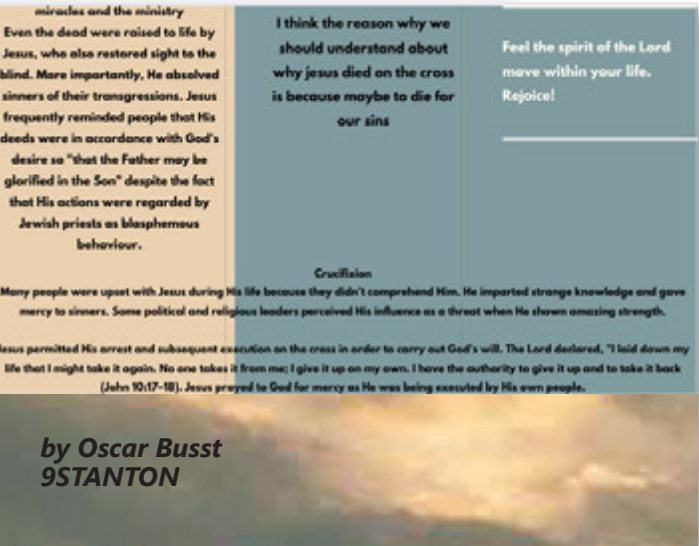 miracles and the ministry
Even the dead were raised to life by
Jesus, who also restored sight to the
blind. More importantly, He absolved
sinners of their transgressions. Jesus
frequently reminded people that His
deeds were in accordance with God's
desire so "that the Father may be
glorified in the Son" despite the fact
that His actions were regarded by
Jewish priests as blasphemous
behaviour.
I think the reason why we
should understand about
why jesus died on the cross
is because maybe to die for
our sins
Feel the spirit of the Lord
move within your life.
Rejoice!
Crucifixion
Many people were upset with Jesus during His life because they didn't comprehend Him. He imparted strange knowledge and gave
mercy to sinners. Some political and religious leaders perceived His influence as a threat when He shown amazing strength.
Jesus permitted His arrest and subsequent execution on the cross in order to carry out God's will. The Lord declared, "I laid down my
life that I might take it again. No one takes it from me; I give it up on my own. I have the authority to give it up and to take it back
(John 10:17-18). Jesus prayed to God for mercy as He was being executed by His own people.
by Oscar Busst
9STANTON